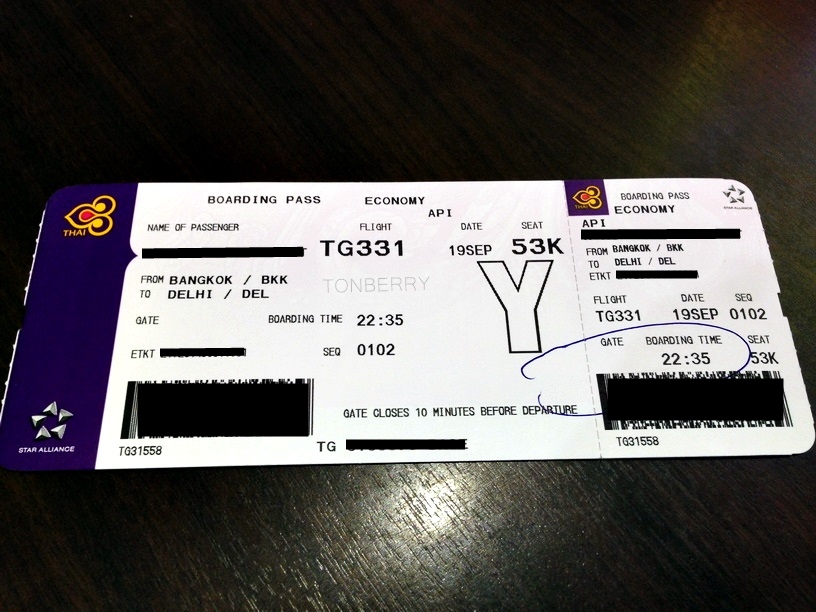 THAI
BOARDING PASS ECONOMY
API
NAME OF PASSENGER FLIGHT DATE SEAT
TG331 19SEP 53K
FROM BANGKOK / BKK
TO DELHI / DEL
TONBERRY
Y
GATE BOARDING TIME 22:35
ETKT SEQ 0102
GATE CLOSES 10 MINUTES BEFORE DEPARTURE
TG31558
TG
STAR ALLIANCE
THAI
BOARDING PASS
ECONOMY
STAR ALLIANCE
API
FROM BANGKOK / BKK
TO DELHI / DEL
ETKT
FLIGHT DATE SEQ
TG331 19SEP 0102
GATE BOARDING TIME SEAT
22:35 53K
TG31558